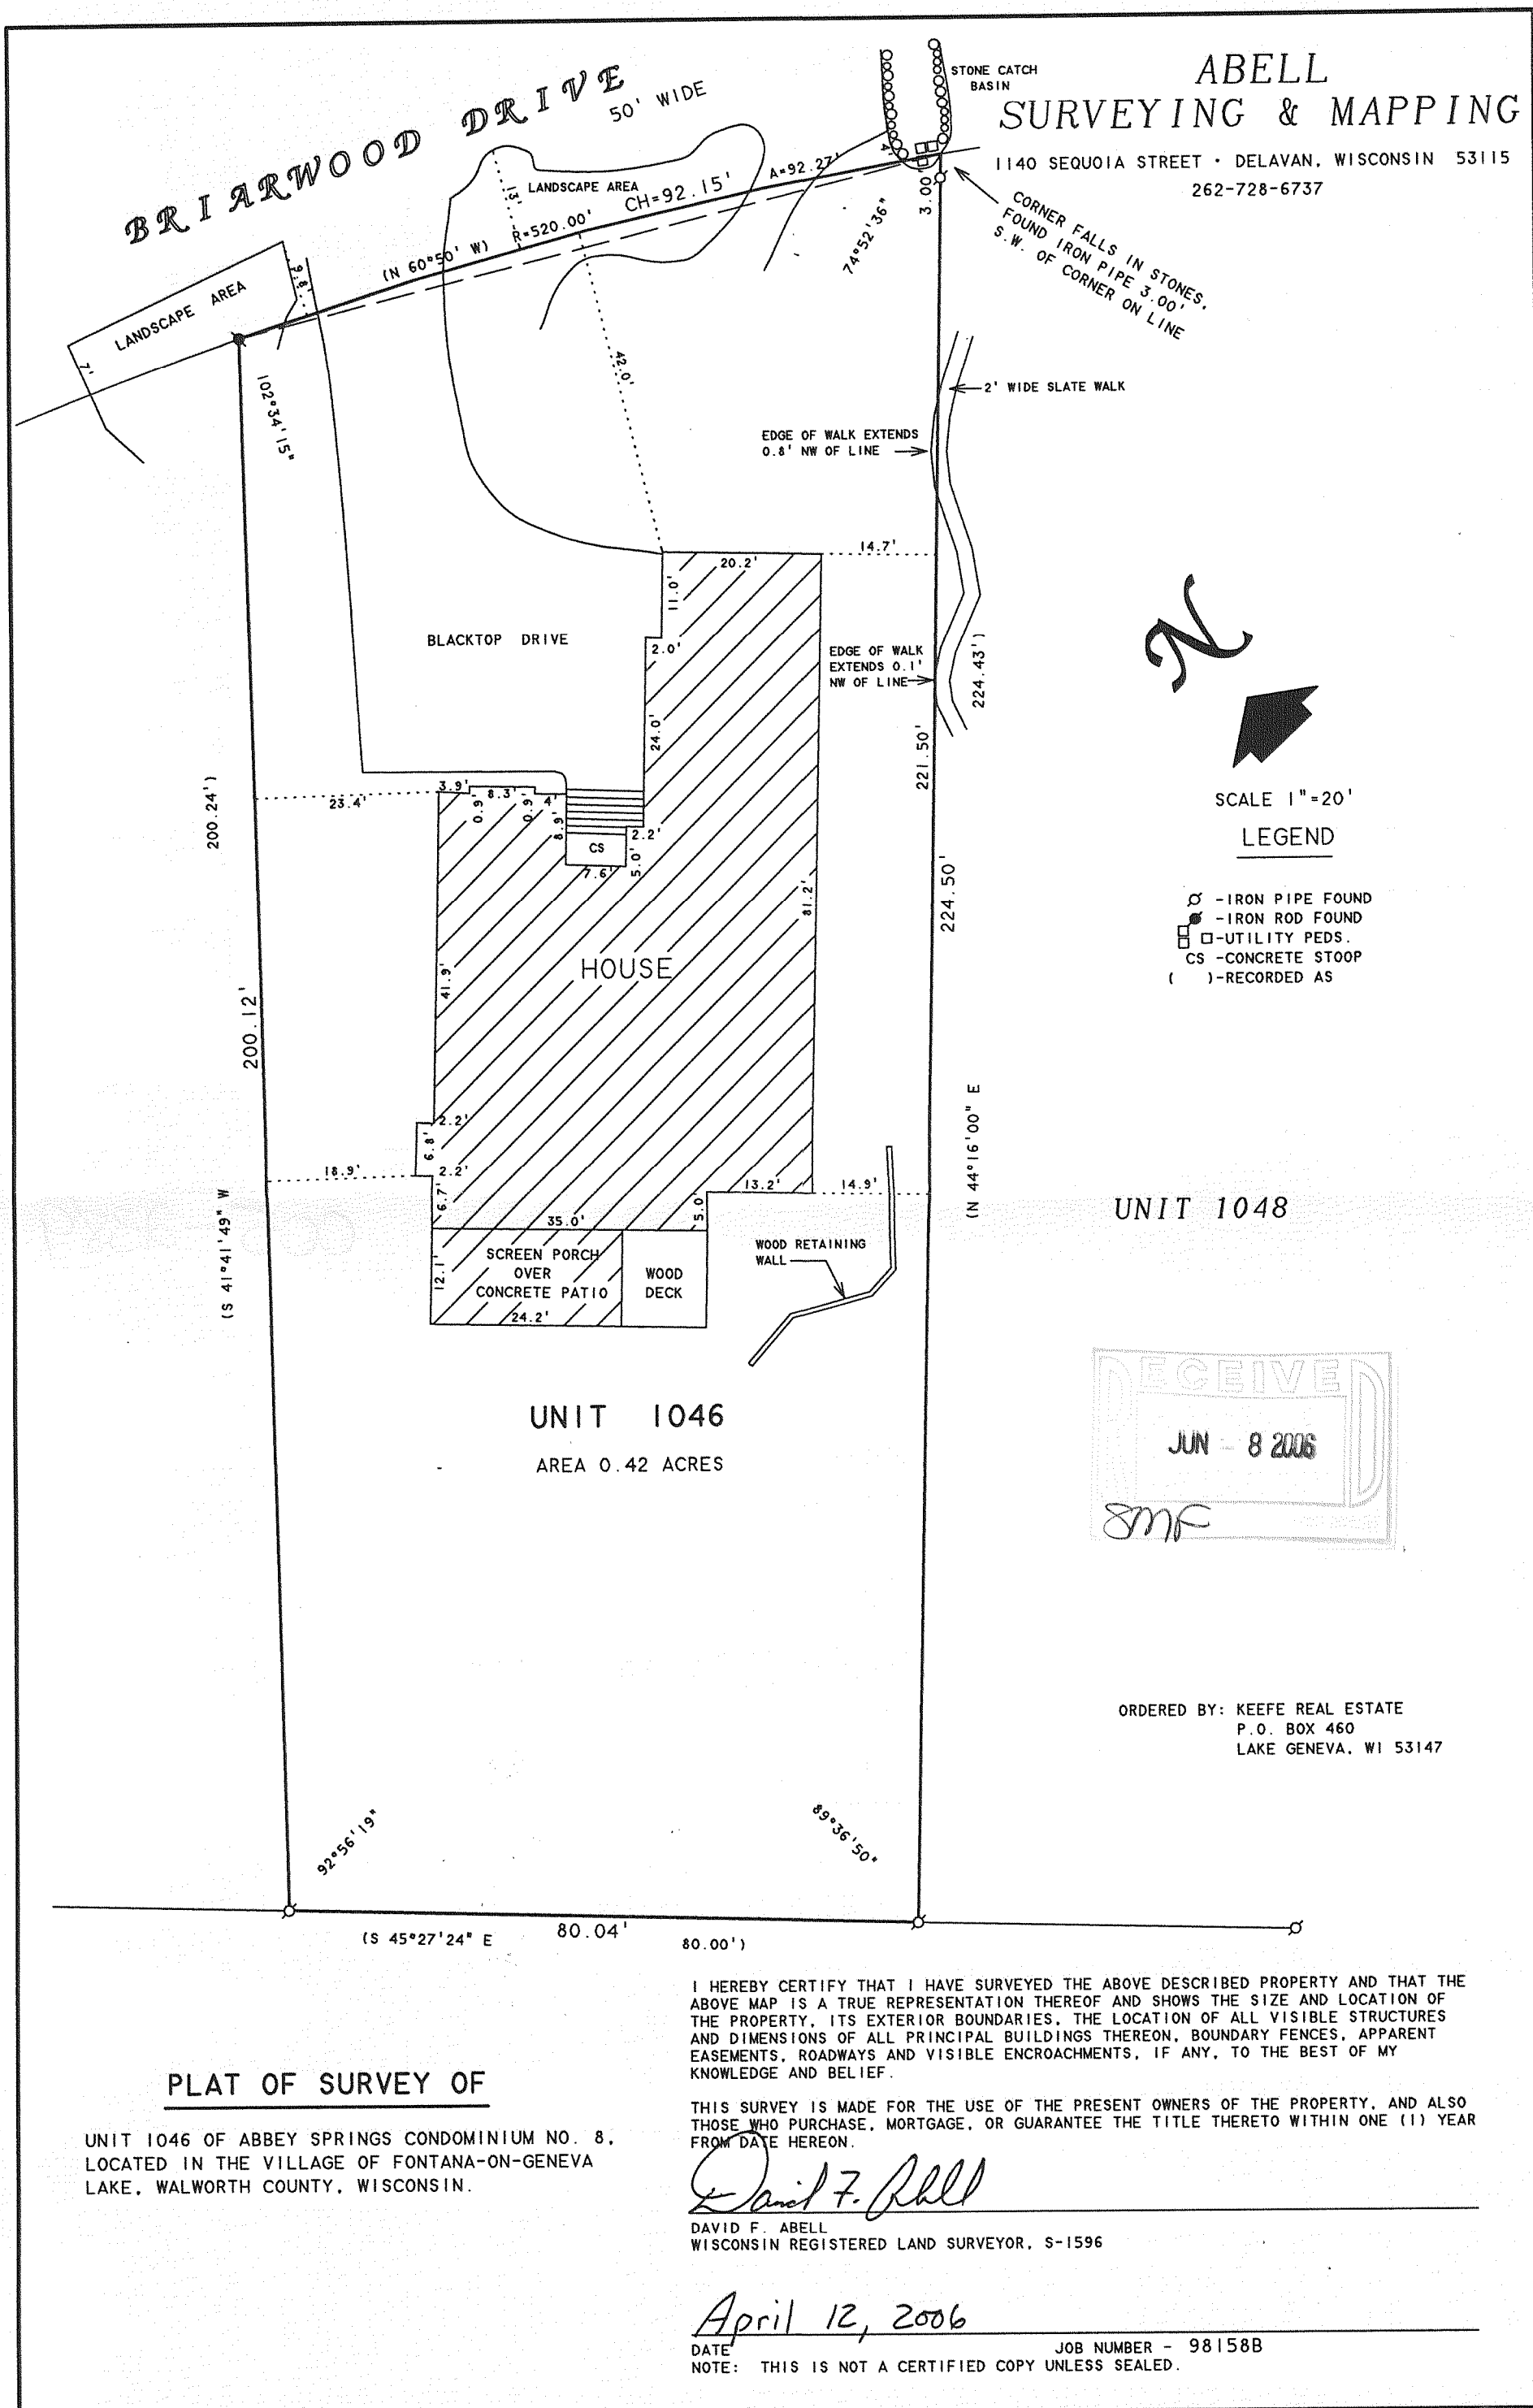 BRIARWOOD DRIVE
50' WIDE
STONE CATCH
BASIN
ABELL
SURVEYING & MAPPING
1140 SEQUOIA STREET • DELAVAN, WISCONSIN 53115
262-728-6737
CORNER FALLS IN STONES,
FOUND IRON PIPE 3.00'
S.W. OF CORNER ON LINE
LANDSCAPE AREA
13'
CH=92.15'
A=92.27'
4'
3.00'
R=520.00'
(N 60°50' W)
74°52'36"
LANDSCAPE AREA
9.8'
7'
102°34'15"
42.0'
2' WIDE SLATE WALK
EDGE OF WALK EXTENDS
0.8' NW OF LINE
14.7'
20.2'
11.0'
BLACKTOP DRIVE
2.0'
EDGE OF WALK
EXTENDS 0.1'
NW OF LINE
224.43')
24.0'
221.50'
N
SCALE 1"=20'
LEGEND
-IRON PIPE FOUND
-IRON ROD FOUND
-UTILITY PEDS.
CS -CONCRETE STOOP
( )-RECORDED AS
200.24')
23.4'
3.9'
8.3'
0.9'
0.9'
4'
8.9'
CS
2.2'
5.0'
7.6'
81.2'
224.50'
HOUSE
41.9'
200.12'
2.2'
6.8'
18.9'
2.2'
6.7'
13.2'
14.9'
(N 44°16'00" E
(S 41°41'49" W
35.0'
5.0'
UNIT 1048
12.1'
SCREEN PORCH
OVER
CONCRETE PATIO
24.2'
WOOD
DECK
WOOD RETAINING
WALL
UNIT 1046
AREA 0.42 ACRES
RECEIVED
JUN - 8 2006
ORDERED BY: KEEFE REAL ESTATE
P.O. BOX 460
LAKE GENEVA, WI 53147
92°56'19"
89°36'50"
(S 45°27'24" E
80.04'
80.00')
I HEREBY CERTIFY THAT I HAVE SURVEYED THE ABOVE DESCRIBED PROPERTY AND THAT THE
ABOVE MAP IS A TRUE REPRESENTATION THEREOF AND SHOWS THE SIZE AND LOCATION OF
THE PROPERTY, ITS EXTERIOR BOUNDARIES, THE LOCATION OF ALL VISIBLE STRUCTURES
AND DIMENSIONS OF ALL PRINCIPAL BUILDINGS THEREON, BOUNDARY FENCES, APPARENT
EASEMENTS, ROADWAYS AND VISIBLE ENCROACHMENTS, IF ANY, TO THE BEST OF MY
KNOWLEDGE AND BELIEF.
THIS SURVEY IS MADE FOR THE USE OF THE PRESENT OWNERS OF THE PROPERTY, AND ALSO
THOSE WHO PURCHASE, MORTGAGE, OR GUARANTEE THE TITLE THERETO WITHIN ONE (1) YEAR
FROM DATE HEREON.
PLAT OF SURVEY OF
UNIT 1046 OF ABBEY SPRINGS CONDOMINIUM NO. 8,
LOCATED IN THE VILLAGE OF FONTANA-ON-GENEVA
LAKE, WALWORTH COUNTY, WISCONSIN.
David F. Abell
DAVID F. ABELL
WISCONSIN REGISTERED LAND SURVEYOR, S-1596
April 12, 2006
DATE
JOB NUMBER - 98158B
NOTE: THIS IS NOT A CERTIFIED COPY UNLESS SEALED.